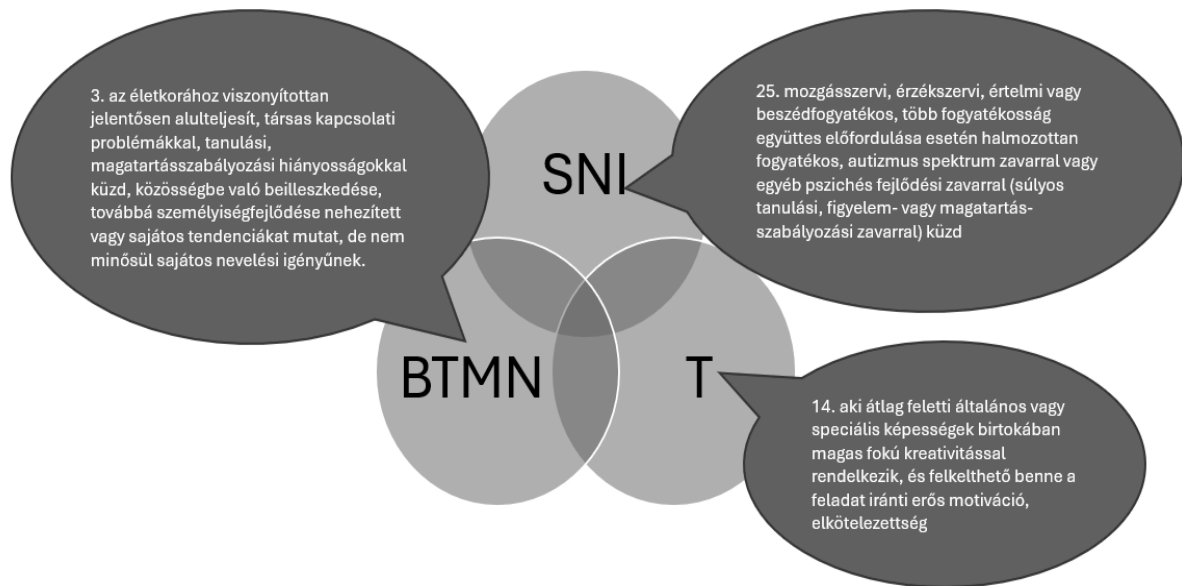 3. az életkorához viszonyítottan
jelentősen alulteljesít, társas kapcsolati
problémákkal, tanulási,
magatartásszabályozási hiányosságokkal
küzd, közösségbe való beilleszkedése,
továbbá személyiségfejlődése nehezített
vagy sajátos tendenciákat mutat, de nem
minősül sajátos nevelési igényűnek.
25. mozgásszervi, érzékszervi, értelmi vagy
beszédfogyatékos, több fogyatékosság
együttes előfordulása esetén halmozottan
fogyatékos, autizmus spektrum zavarral vagy
egyéb pszichés fejlődési zavarral (súlyos
tanulási, figyelem- vagy magatartás-
szabályozási zavarral) küzd
SNI
BTMN
T
14. aki átlag feletti általános vagy
speciális képességek birtokában
magas fokú kreativitással
rendelkezik, és felkelthető benne a
feladat iránti erős motiváció,
elkötelezettség